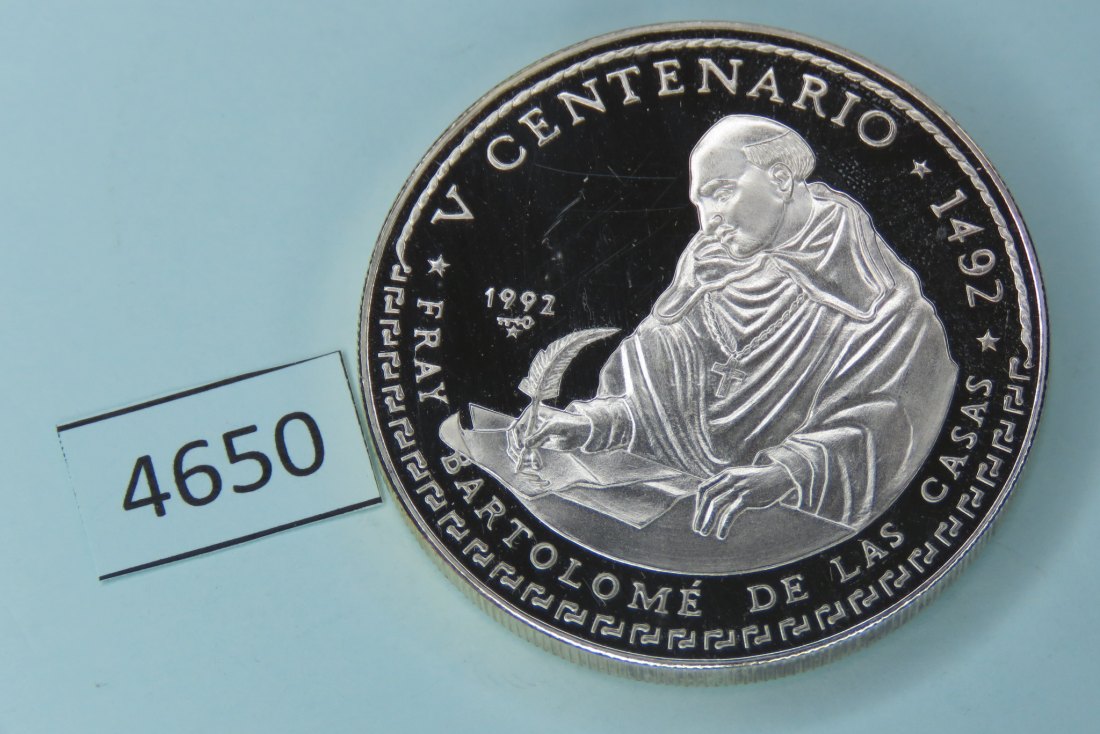 V CENTENARIO ★ 1492 ★
★ FRAY BARTOLOMÉ DE LAS CASAS
1992
4650